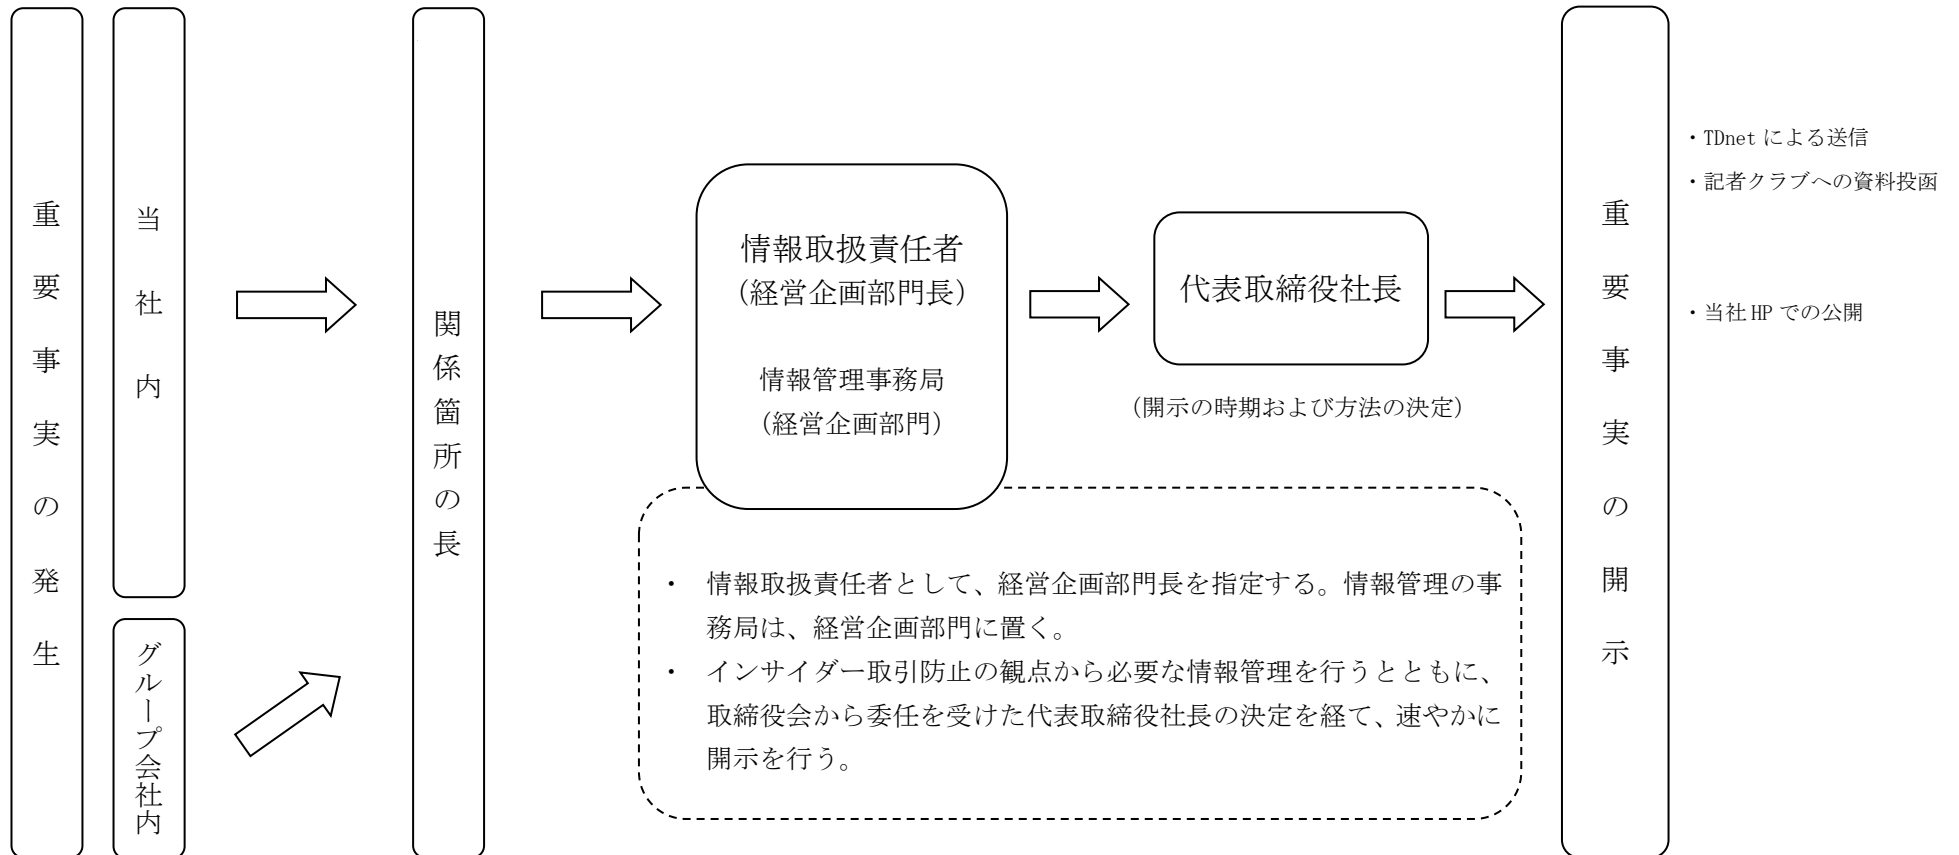 重要事実の発生
当社内
グループ会社内
関係箇所の長
情報取扱責任者
（経営企画部門長）
情報管理事務局
（経営企画部門）
代表取締役社長
（開示の時期および方法の決定）
・ 情報取扱責任者として、経営企画部門長を指定する。情報管理の事
務局は、経営企画部門に置く。
・ インサイダー取引防止の観点から必要な情報管理を行うとともに、
取締役会から委任を受けた代表取締役社長の決定を経て、速やかに
開示を行う。
重要事実の開示
・TDnet による送信
・記者クラブへの資料投函
・当社 HP での公開